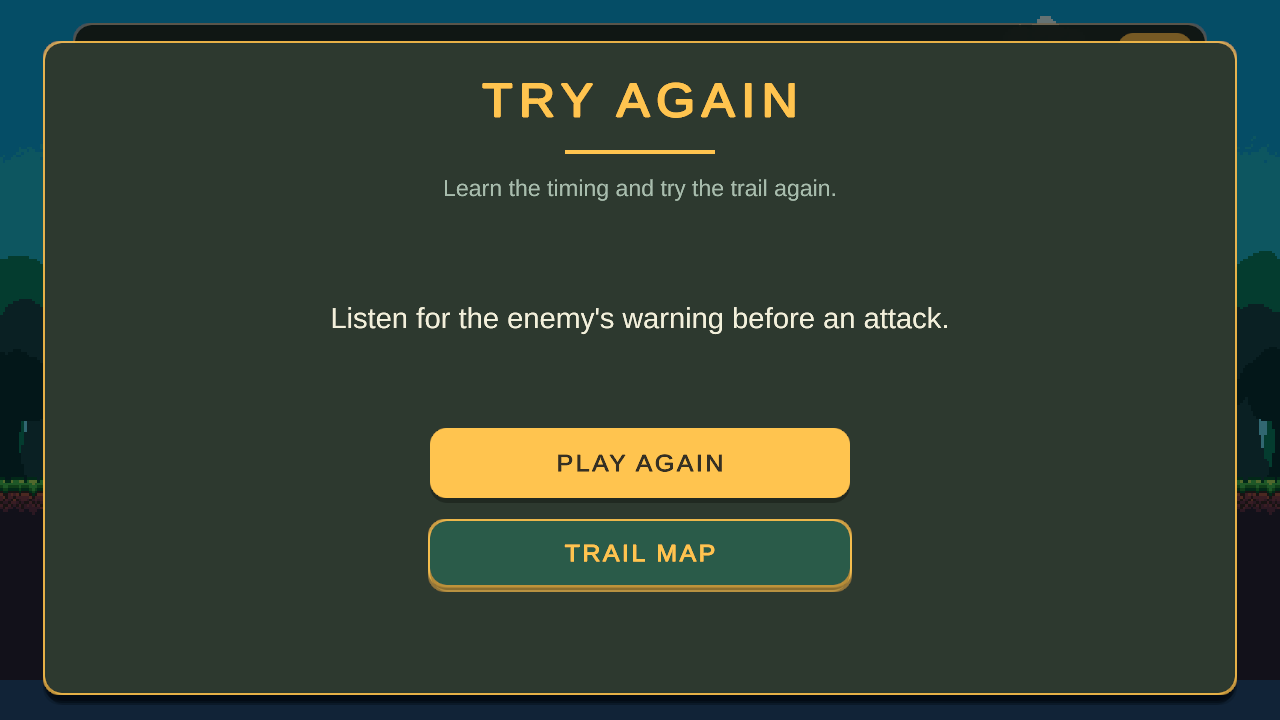 TRY AGAIN
Learn the timing and try the trail again.
Listen for the enemy's warning before an attack.
PLAY AGAIN
TRAIL MAP